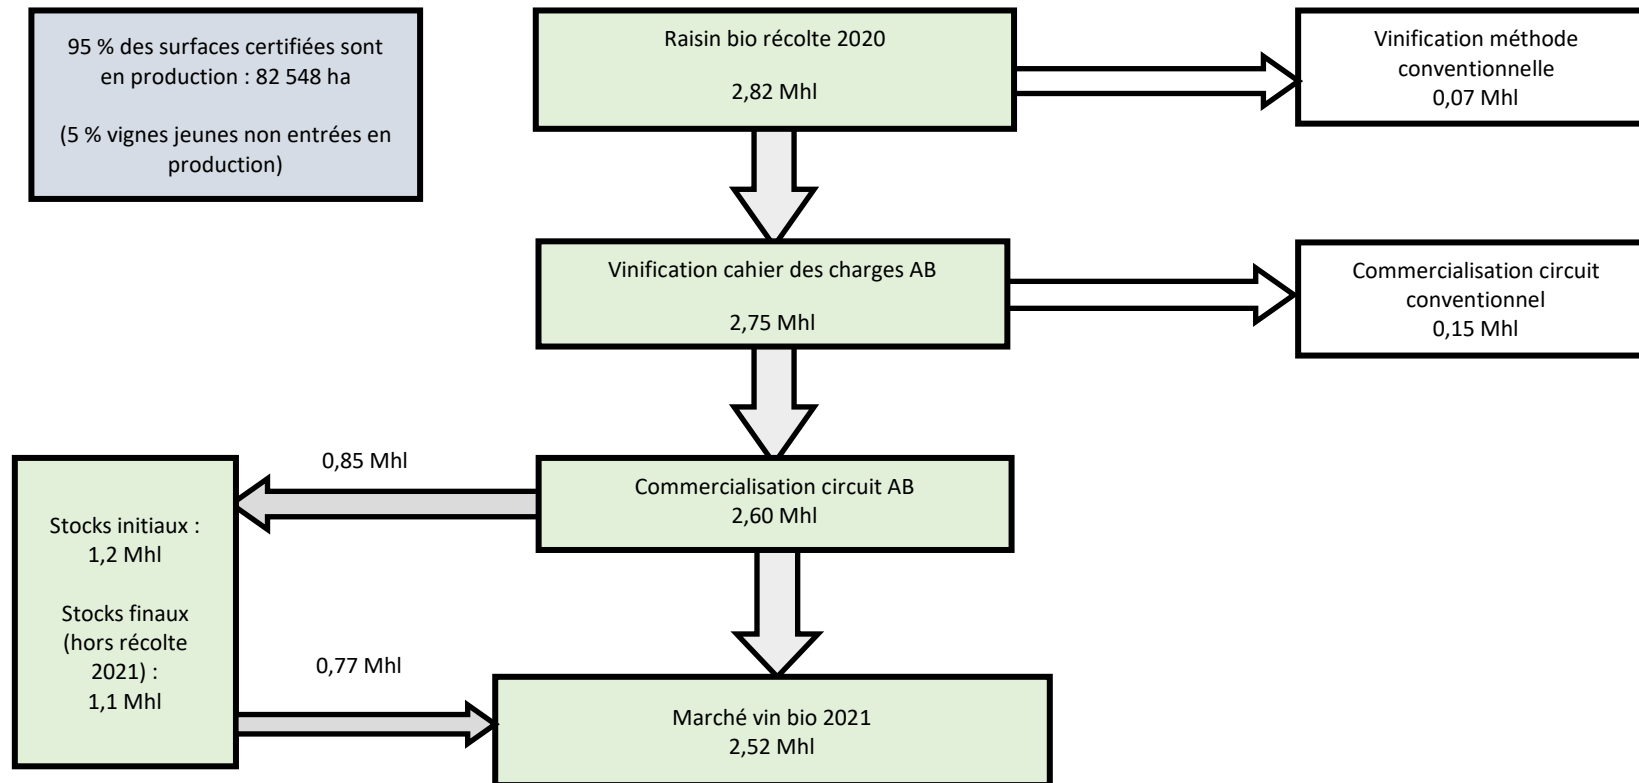 95 % des surfaces certifiées sont
en production : 82 548 ha
(5 % vignes jeunes non entrées en
production)
Raisin bio récolte 2020
2,82 Mhl
Vinification méthode
conventionnelle
0,07 Mhl
Vinification cahier des charges AB
2,75 Mhl
Commercialisation circuit
conventionnel
0,15 Mhl
0,85 Mhl
Commercialisation circuit AB
2,60 Mhl
Stocks initiaux :
1,2 Mhl
Stocks finaux
(hors récolte
2021) :
1,1 Mhl
0,77 Mhl
Marché vin bio 2021
2,52 Mhl